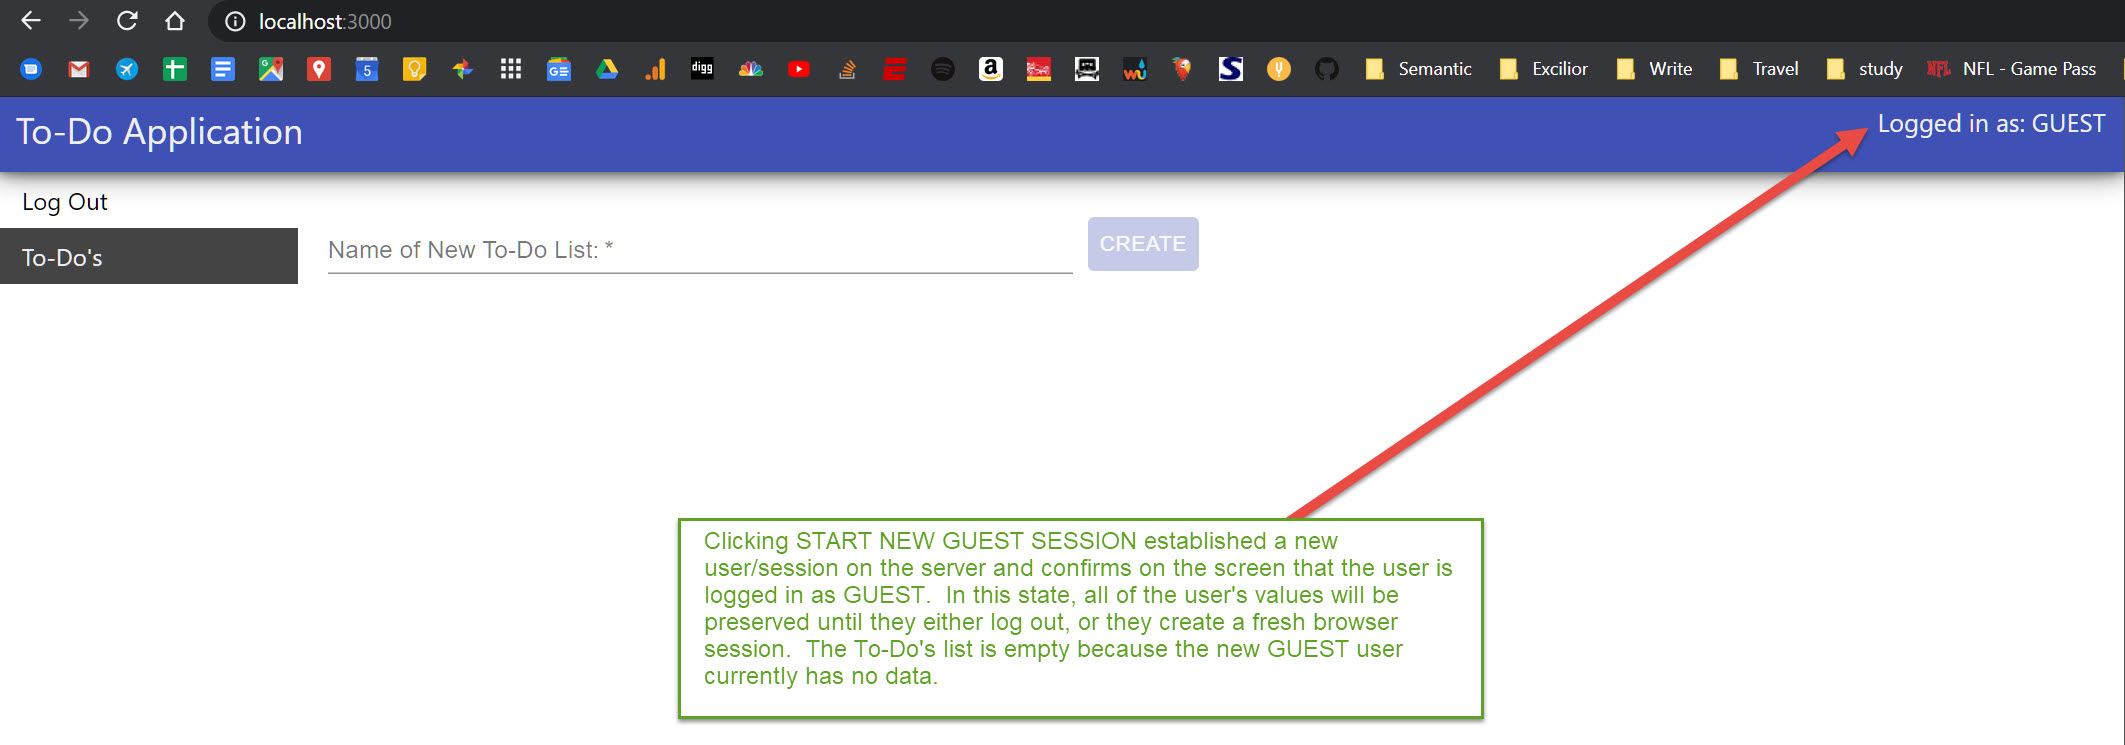 localhost:3000
5 digg a WU S Semantic Excilior Write Travel study NFL NFL - Game Pass
To-Do Application
Logged in as: GUEST
Log Out
To-Do's
Name of New To-Do List: *
CREATE
Clicking START NEW GUEST SESSION established a new
user/session on the server and confirms on the screen that the user is
logged in as GUEST.  In this state, all of the user's values will be
preserved until they either log out, or they create a fresh browser
session.  The To-Do's list is empty because the new GUEST user
currently has no data.